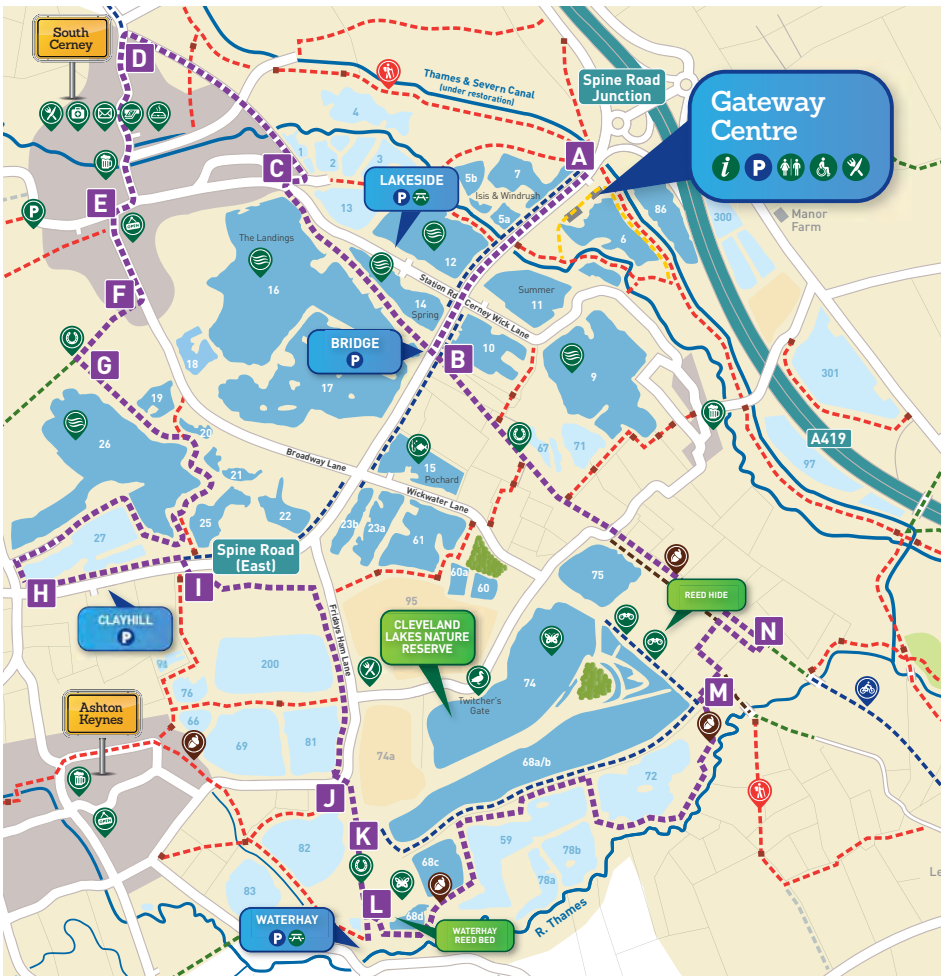 South
Cerney
D
Thames & Severn Canal
(under restoration)
Spine Road
Junction
Gateway
Centre
i
P
4
A
1
2
3
C
LAKESIDE
P
5b
7
Isis & Windrush
5a
86
300
Manor
Farm
P
E
OPEN
13
6
The Landings
12
F
16
Station Rd
Cerney Wick Lane
Summer
11
14
Spring
BRIDGE
P
B
10
9
G
18
17
301
19
26
20
67
71
A419
97
15
Pochard
Broadway Lane
Wickwater Lane
21
22
25
23b
23a
61
27
Spine Road
(East)
60a
60
75
H
I
95
REED HIDE
CLAYHILL
P
Fridays Ham Lane
CLEVELAND
LAKES NATURE
RESERVE
N
200
74
76
Twitcher's
Gate
M
Ashton
Keynes
66
69
81
74a
68a/b
72
J
OPEN
K
82
59
78b
68c
78a
83
L
68d
WATERHAY
P
WATERHAY
REED BED
R. Thames
Le